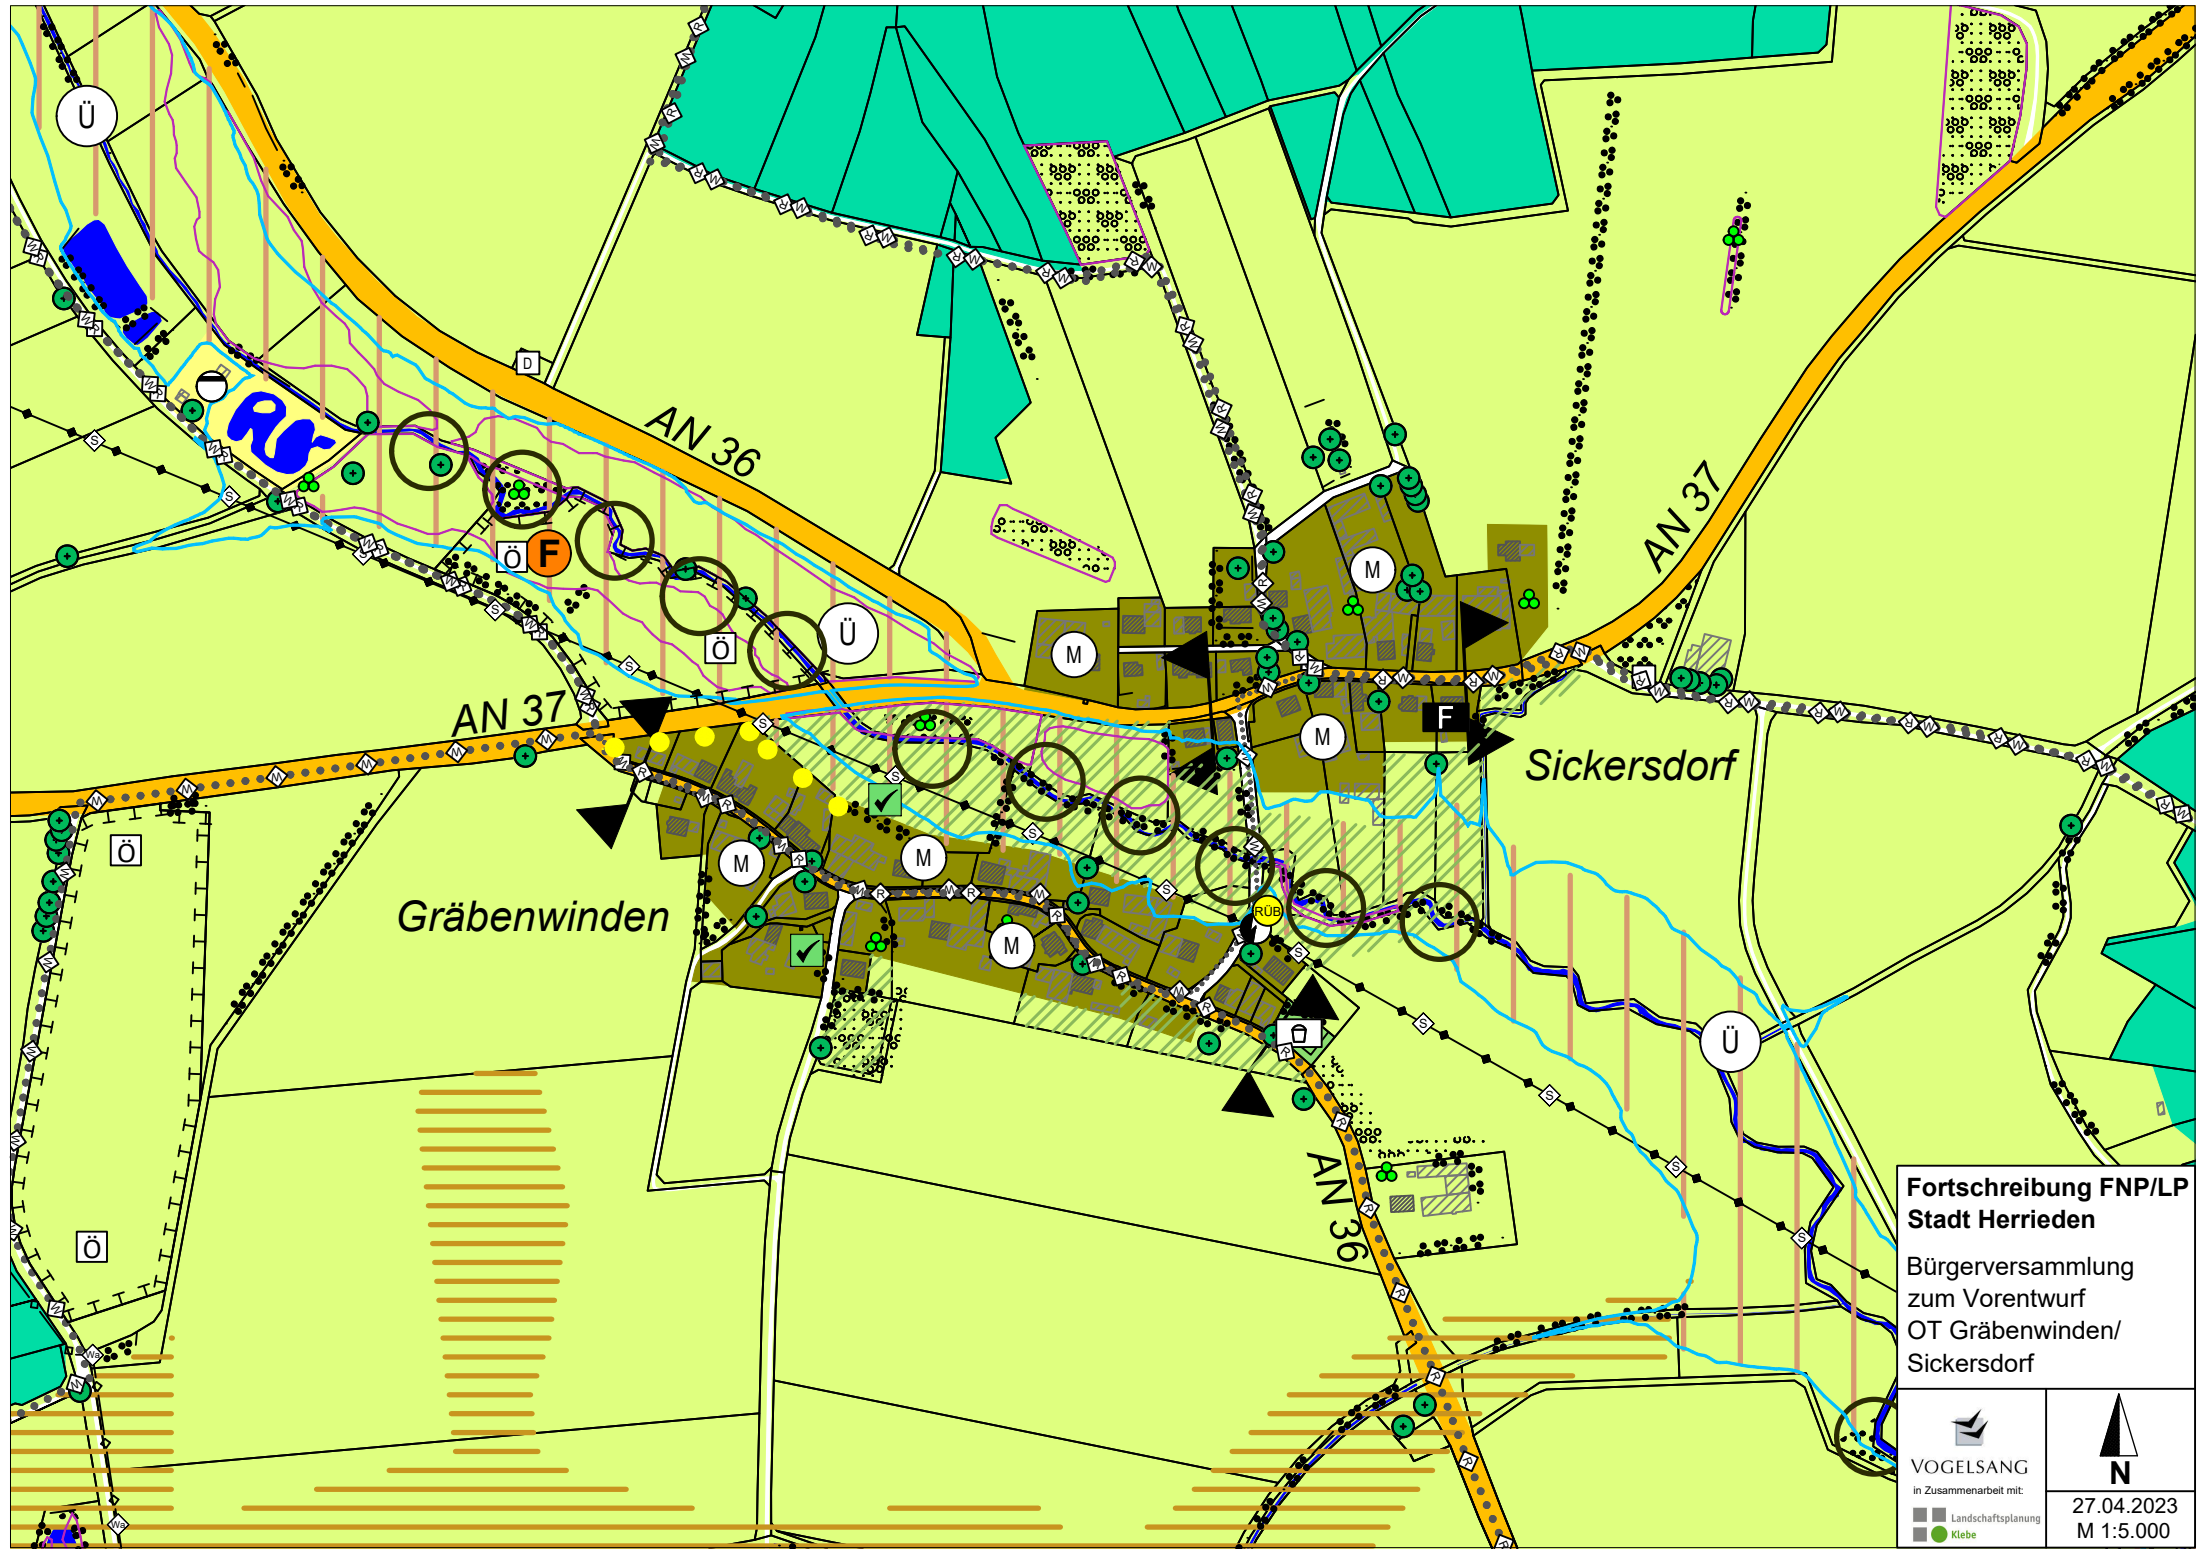 Ü
D
AN 36
AN 37
Ö
F
Ü
Ö
M
M
M
F
Sickersdorf
AN 37
Ö
M
M
Gräbenwinden
M
RÜB
Ü
AN 36
Ö
Fortschreibung FNP/LP
Stadt Herrieden
Bürgerversammlung
zum Vorentwurf
OT Gräbenwinden/
Sickersdorf
VOGELSANG
in Zusammenarbeit mit:
Landschaftsplanung
Klebe
N
27.04.2023
M 1:5.000